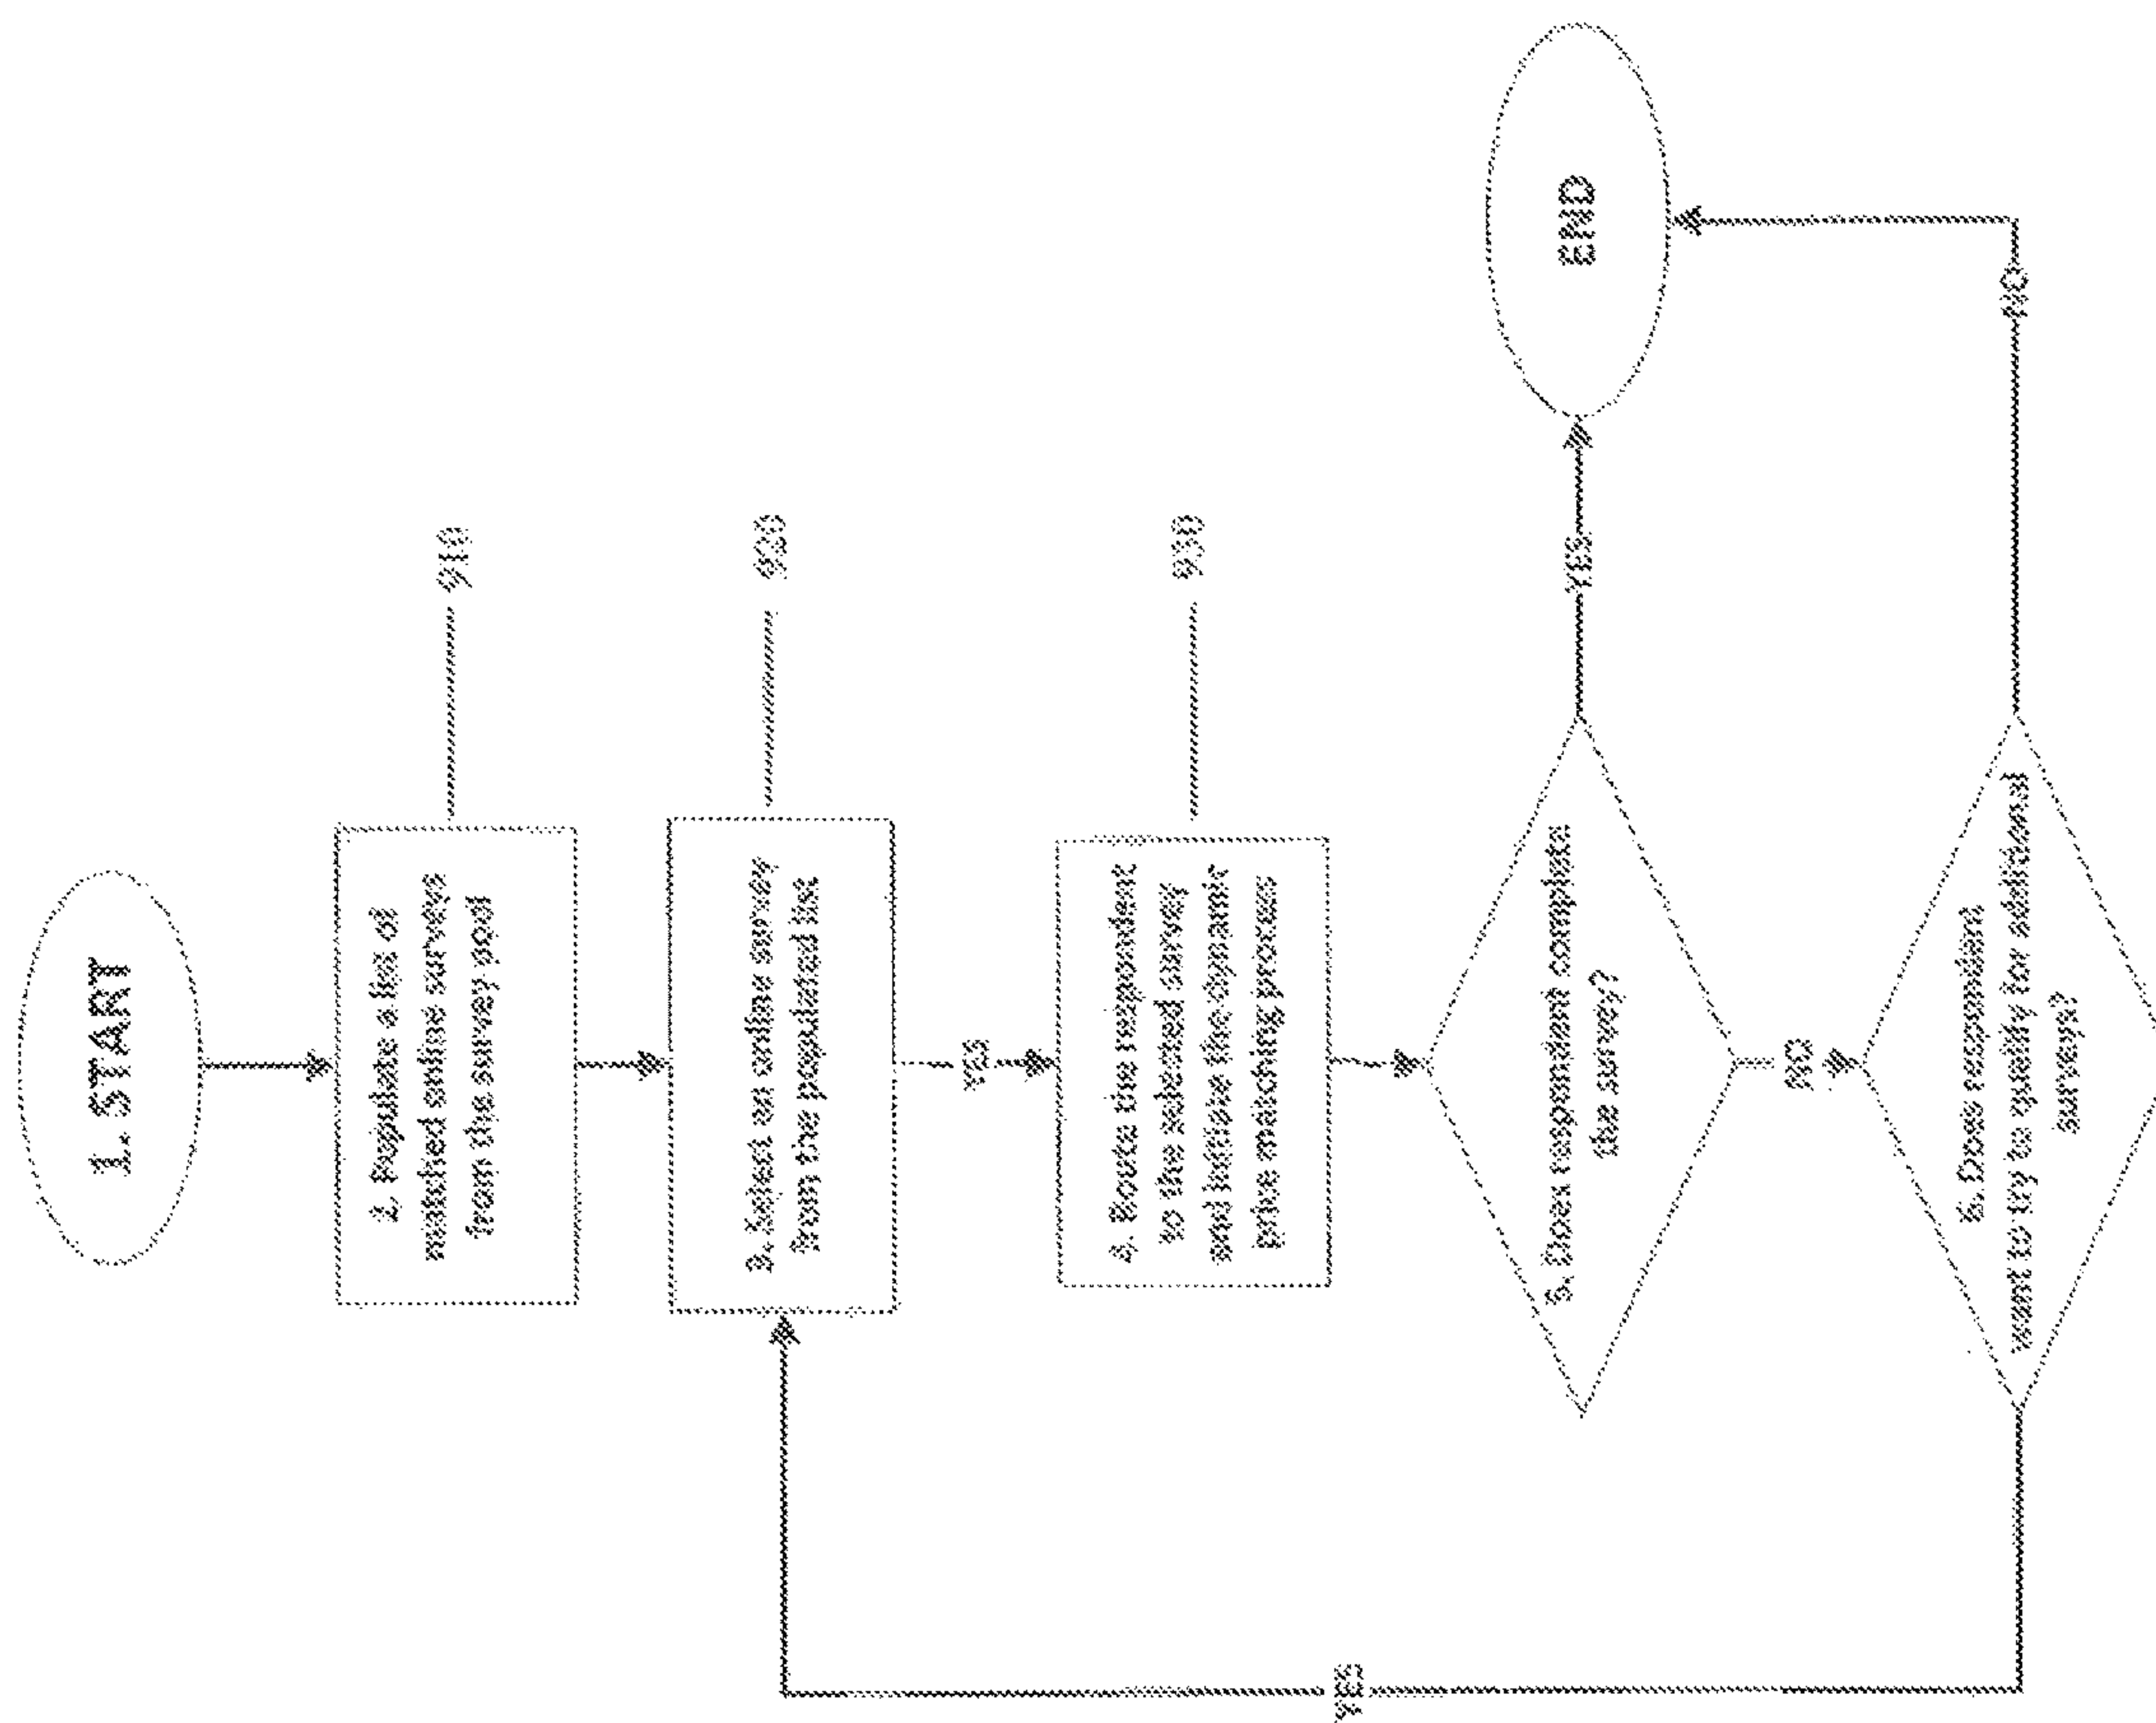 1. START
2. Populate a list of
matched online surveys
from the survey pool
910
3. Select an online survey
from the populated list
920
YES
4. Route the respondent
to the selected survey
and initiate the dynamic
price matching process
930
5. Does respondent complete
the survey?
YES
END
NO
6. Does respondent
want to try to qualify for additional
surveys?
NO
YES